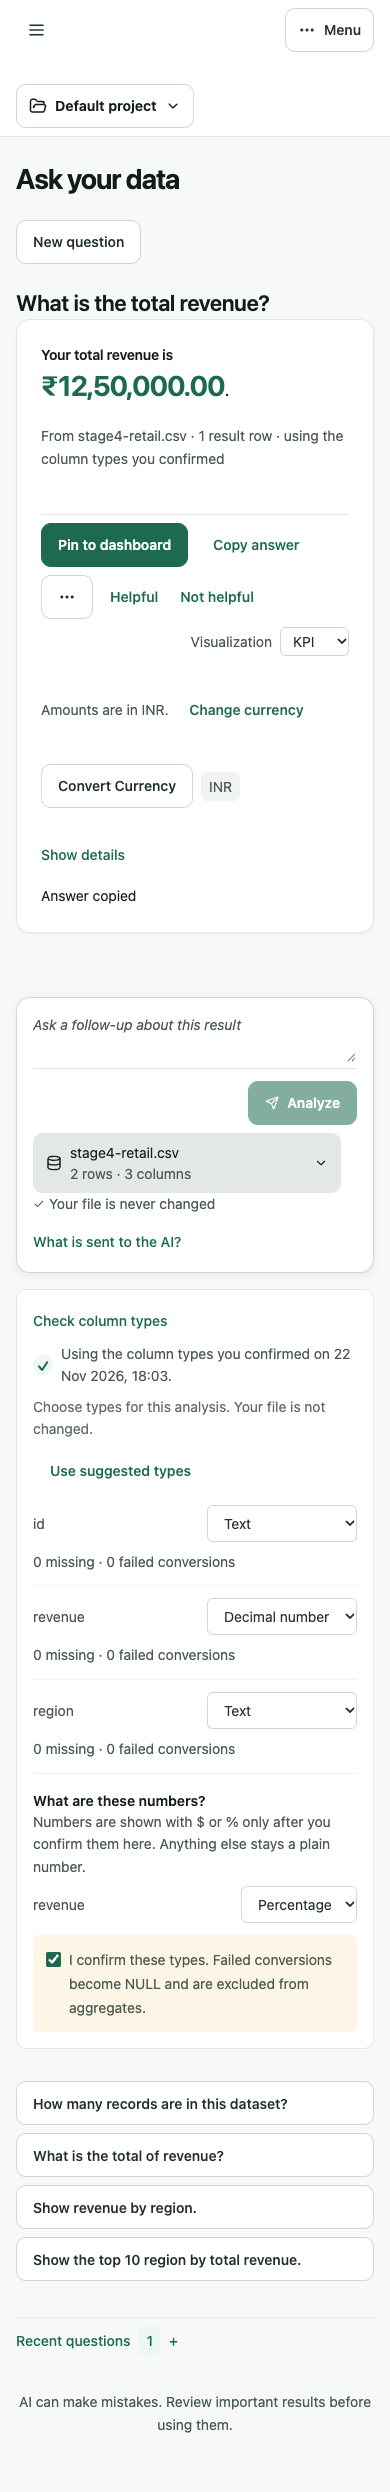 Menu
Default project
Ask your data
New question
What is the total revenue?
Your total revenue is
₹12,50,000.00.
From stage4-retail.csv · 1 result row · using the
column types you confirmed
Pin to dashboard
Copy answer
Helpful
Not helpful
Visualization
KPI
Amounts are in INR.
Change currency
Convert Currency
INR
Show details
Answer copied
Ask a follow-up about this result
Analyze
stage4-retail.csv
2 rows · 3 columns
✓ Your file is never changed
What is sent to the AI?
Check column types
Using the column types you confirmed on 22
Nov 2026, 18:03.
Choose types for this analysis. Your file is not
changed.
Use suggested types
id
Text
0 missing · 0 failed conversions
revenue
Decimal number
0 missing · 0 failed conversions
region
Text
0 missing · 0 failed conversions
What are these numbers?
Numbers are shown with $ or % only after you
confirm them here. Anything else stays a plain
number.
revenue
Percentage
I confirm these types. Failed conversions
become NULL and are excluded from
aggregates.
How many records are in this dataset?
What is the total of revenue?
Show revenue by region.
Show the top 10 region by total revenue.
Recent questions 1 +
AI can make mistakes. Review important results before
using them.